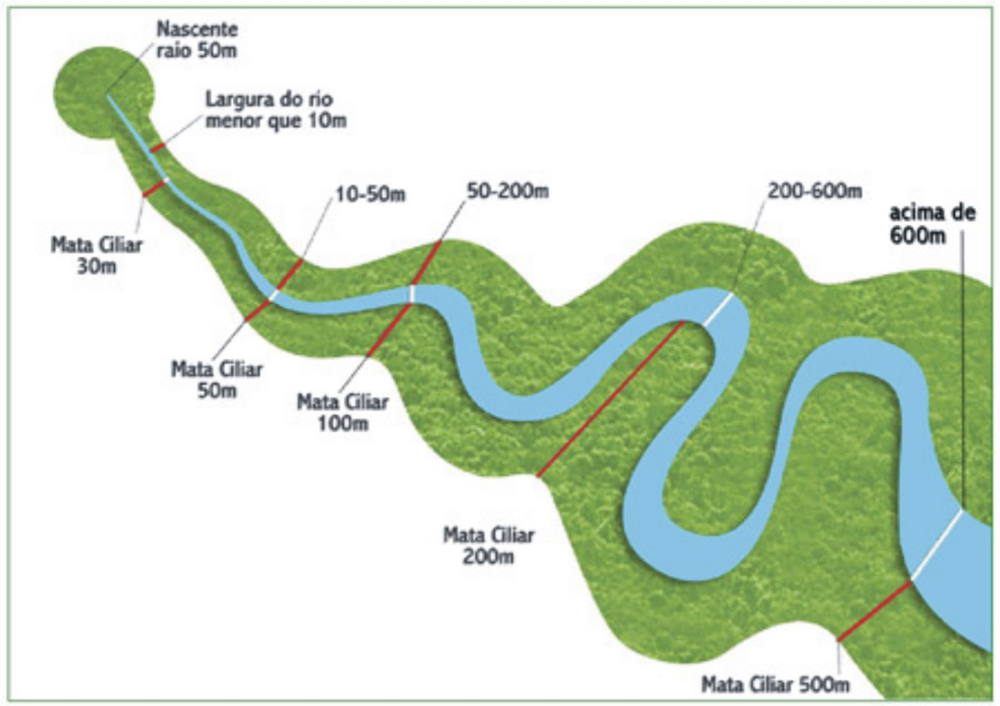 Nascente
raio 50m
Largura do rio
menor que 10m
10-50m
50-200m
200-600m
acima de
600m
Mata Ciliar
30m
Mata Ciliar
50m
Mata Ciliar
100m
Mata Ciliar
200m
Mata Ciliar 500m